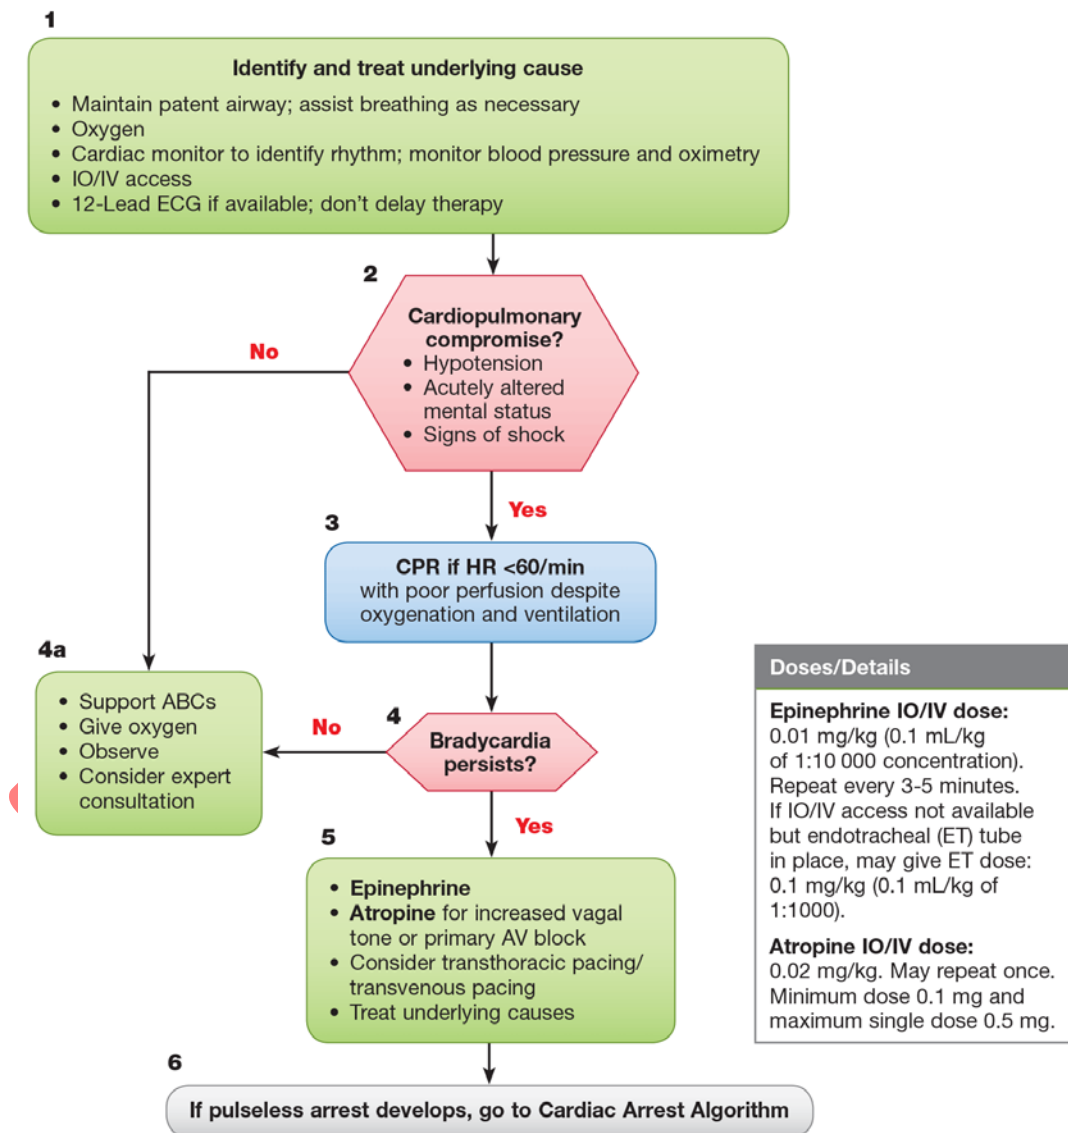 1
Identify and treat underlying cause
• Maintain patent airway; assist breathing as necessary
• Oxygen
• Cardiac monitor to identify rhythm; monitor blood pressure and oximetry
• IO/IV access
• 12-Lead ECG if available; don't delay therapy
2
Cardiopulmonary
compromise?
• Hypotension
• Acutely altered
mental status
• Signs of shock
No
Yes
3
CPR if HR <60/min
with poor perfusion despite
oxygenation and ventilation
4a
• Support ABCs
• Give oxygen
• Observe
• Consider expert
consultation
No
4
Bradycardia
persists?
Yes
5
• Epinephrine
• Atropine for increased vagal
tone or primary AV block
• Consider transthoracic pacing/
transvenous pacing
• Treat underlying causes
6
If pulseless arrest develops, go to Cardiac Arrest Algorithm
Doses/Details
Epinephrine IO/IV dose:
0.01 mg/kg (0.1 mL/kg
of 1:10 000 concentration).
Repeat every 3-5 minutes.
If IO/IV access not available
but endotracheal (ET) tube
in place, may give ET dose:
0.1 mg/kg (0.1 mL/kg of
1:1000).
Atropine IO/IV dose:
0.02 mg/kg. May repeat once.
Minimum dose 0.1 mg and
maximum single dose 0.5 mg.